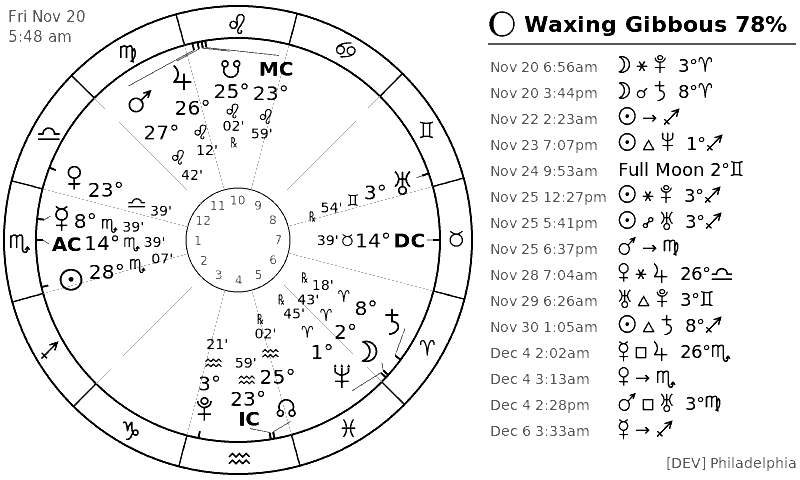 Fri Nov 20
5:48 am
Waxing Gibbous 78%
Nov 20 6:56am ☽ ⚹ ♇ 3°♈
Nov 20 3:44pm ☽ ☌ ♄ 8°♈
Nov 22 2:23am ☉ → ♐
Nov 23 7:07pm ☉ △ ♆ 1°♐
Nov 24 9:53am Full Moon 2°♊
Nov 25 12:27pm ☉ ⚹ ♇ 3°♐
Nov 25 5:41pm ☉ ☍ ♅ 3°♐
Nov 25 6:37pm ♂ → ♍
Nov 28 7:04am ♀ ⚹ ♃ 26°♎
Nov 29 6:26am ♅ △ ♇ 3°♊
Nov 30 1:05am ☉ △ ♄ 8°♐
Dec 4 2:02am ☿ □ ♃ 26°♏
Dec 4 3:13am ♀ → ♏
Dec 4 2:28pm ♂ □ ♅ 3°♍
Dec 6 3:33am ☿ → ♐
[DEV] Philadelphia
♌
♋
♊
♉
♈
♓
♒
♑
♐
♏
♎
♍
♂ 27° ♌ 42'
♃ 26° ♌ 12'
☋ 25° ♌ 02' ℞
MC 23° ♌ 59'
♅ 3° ♊ 54' ℞
DC 14° ♉ 39'
♄ 8° ♈ 18' ℞
☽ 2° ♈ 43'
♆ 1° ♈ 45' ℞
☊ 25° ♒ 02' ℞
IC 23° ♒ 59'
♇ 3° ♒ 21'
☉ 28° ♏ 07'
AC 14° ♏ 39'
☿ 8° ♏ 39'
♀ 23° ♎ 39'
1
2
3
4
5
6
7
8
9
10
11
12